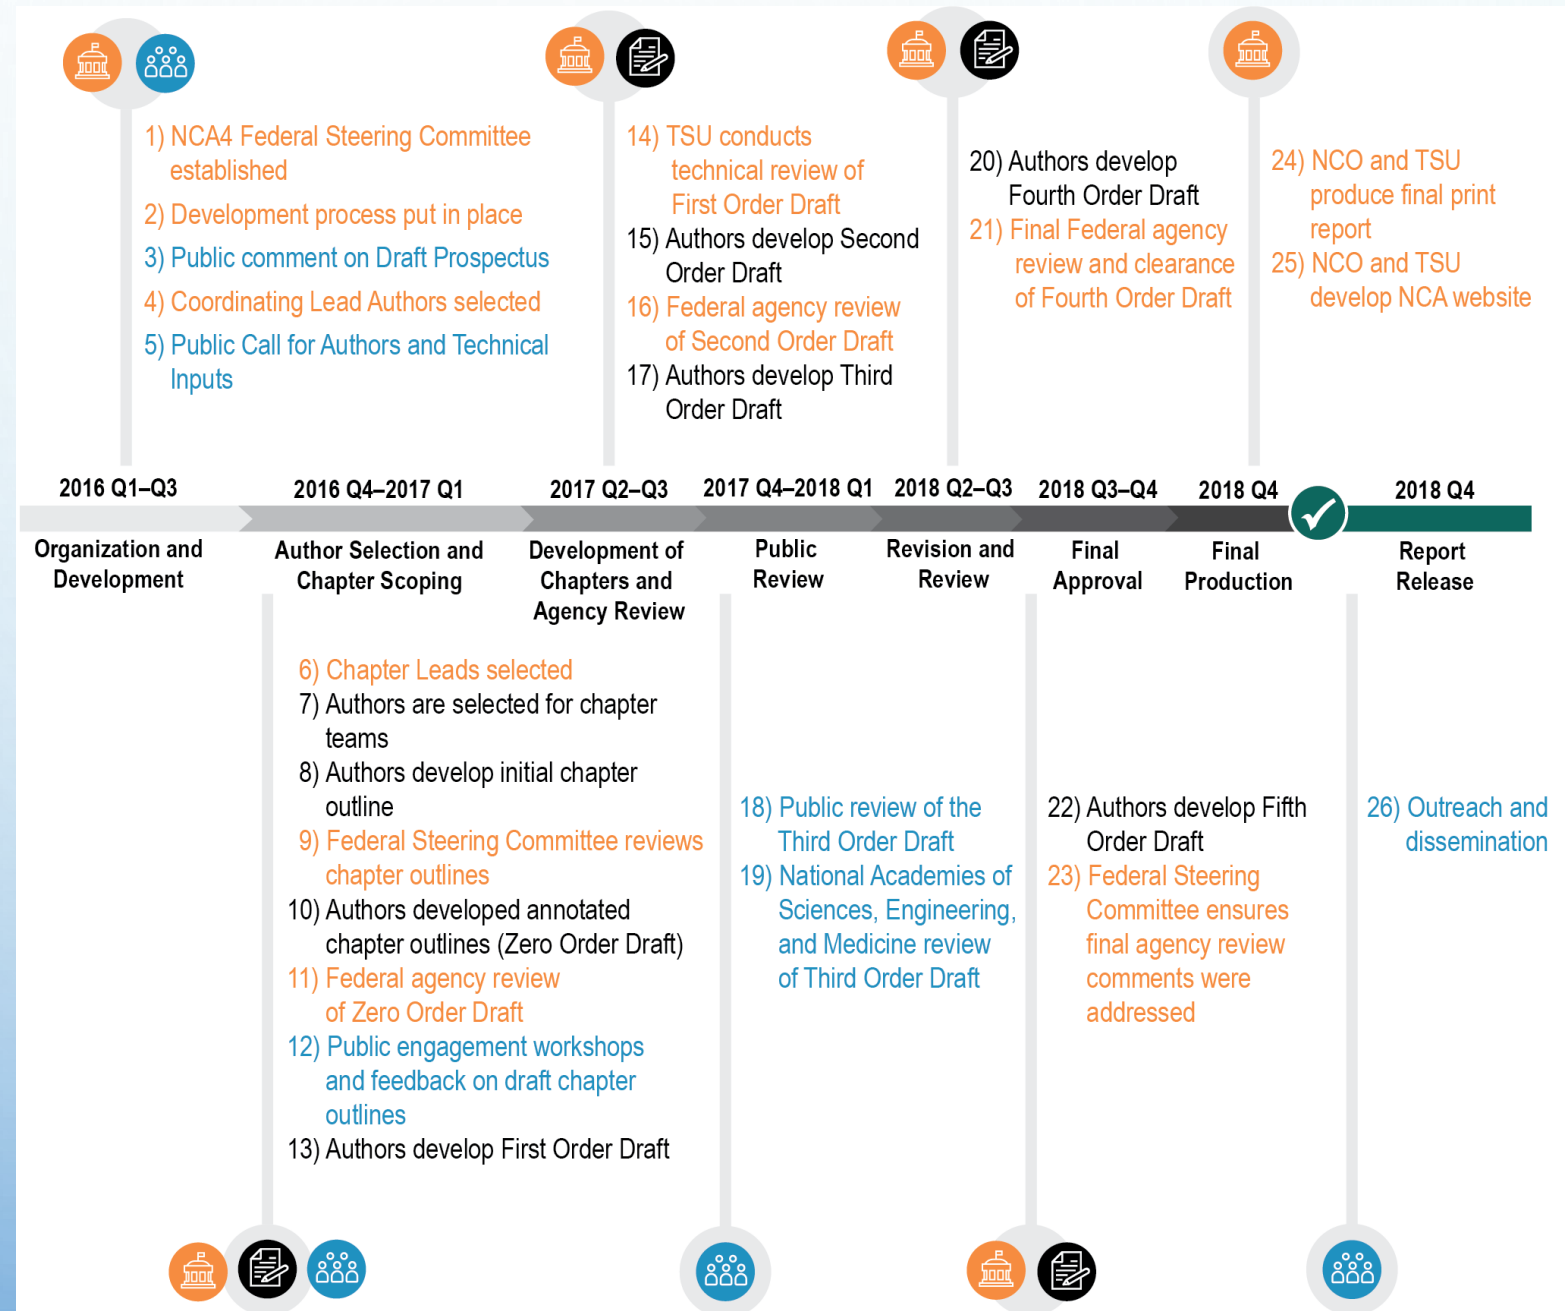 1) NCA4 Federal Steering Committee
established
2) Development process put in place
3) Public comment on Draft Prospectus
4) Coordinating Lead Authors selected
5) Public Call for Authors and Technical
Inputs
14) TSU conducts
technical review of
First Order Draft
15) Authors develop Second
Order Draft
16) Federal agency review
of Second Order Draft
17) Authors develop Third
Order Draft
20) Authors develop
Fourth Order Draft
21) Final Federal agency
review and clearance
of Fourth Order Draft
24) NCO and TSU
produce final print
report
25) NCO and TSU
develop NCA website
2016 Q1–Q3
2016 Q4–2017 Q1
2017 Q2–Q3
2017 Q4–2018 Q1
2018 Q2–Q3
2018 Q3–Q4
2018 Q4
2018 Q4
Organization and
Development
Author Selection and
Chapter Scoping
Development of
Chapters and
Agency Review
Public
Review
Revision and
Review
Final
Approval
Final
Production
Report
Release
6) Chapter Leads selected
7) Authors are selected for chapter
teams
8) Authors develop initial chapter
outline
9) Federal Steering Committee reviews
chapter outlines
10) Authors developed annotated
chapter outlines (Zero Order Draft)
11) Federal agency review
of Zero Order Draft
12) Public engagement workshops
and feedback on draft chapter
outlines
13) Authors develop First Order Draft
18) Public review of the
Third Order Draft
19) National Academies of
Sciences, Engineering,
and Medicine review
of Third Order Draft
22) Authors develop Fifth
Order Draft
23) Federal Steering
Committee ensures
final agency review
comments were
addressed
26) Outreach and
dissemination